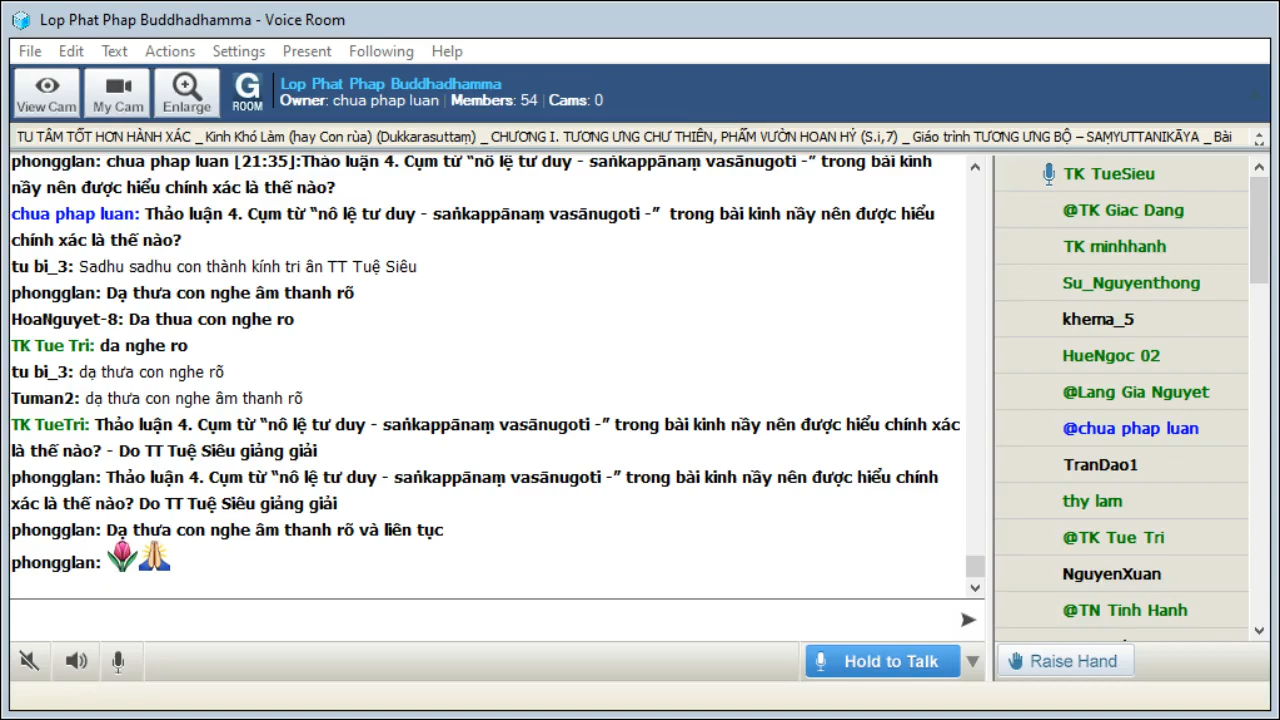 Lop Phat Phap Buddhadhamma - Voice Room
File Edit Text Actions Settings Present Following Help
View Cam My Cam Enlarge G ROOM
Lop Phat Phap Buddhadhamma
Owner: chua phap luan | Members: 54 | Cams: 0
TU TÂM TỐT HƠN HÀNH XÁC _ Kinh Khó Làm (hay Con rùa) (Dukkarasuttaṃ) _ CHƯƠNG I. TƯƠNG ƯNG CHƯ THIÊN, PHẨM VƯỜN HOAN HỶ (S.i,7) _ Giáo trình TƯƠNG ƯNG BỘ – SAṂYUTTANIKĀYA _ Bài
phongglan: chua phap luan [21:35]:Thảo luận 4. Cụm từ “nô lệ tư duy - saṅkappānaṃ vasānugoti -” trong bài kinh
nầy nên được hiểu chính xác là thế nào?
chua phap luan: Thảo luận 4. Cụm từ “nô lệ tư duy - saṅkappānaṃ vasānugoti -” trong bài kinh nầy nên được hiểu
chính xác là thế nào?
tu bi_3: Sadhu sadhu con thành kính tri ân TT Tuệ Siêu
phongglan: Dạ thưa con nghe âm thanh rõ
HoaNguyet-8: Da thua con nghe ro
TK Tue Tri: da nghe ro
tu bi_3: dạ thưa con nghe rõ
Tuman2: dạ thưa con nghe âm thanh rõ
TK TueTri: Thảo luận 4. Cụm từ “nô lệ tư duy - saṅkappānaṃ vasānugoti -” trong bài kinh nầy nên được hiểu chính xác
là thế nào? - Do TT Tuệ Siêu giảng giải
phongglan: Thảo luận 4. Cụm từ “nô lệ tư duy - saṅkappānaṃ vasānugoti -” trong bài kinh nầy nên được hiểu chính
xác là thế nào? Do TT Tuệ Siêu giảng giải
phongglan: Dạ thưa con nghe âm thanh rõ và liên tục
phongglan:
TK TueSieu
@TK Giac Dang
TK minhhanh
Su_Nguyenthong
khema_5
HueNgoc 02
@Lang Gia Nguyet
@chua phap luan
TranDao1
thy lam
@TK Tue Tri
NguyenXuan
@TN Tinh Hanh
Hold to Talk
Raise Hand